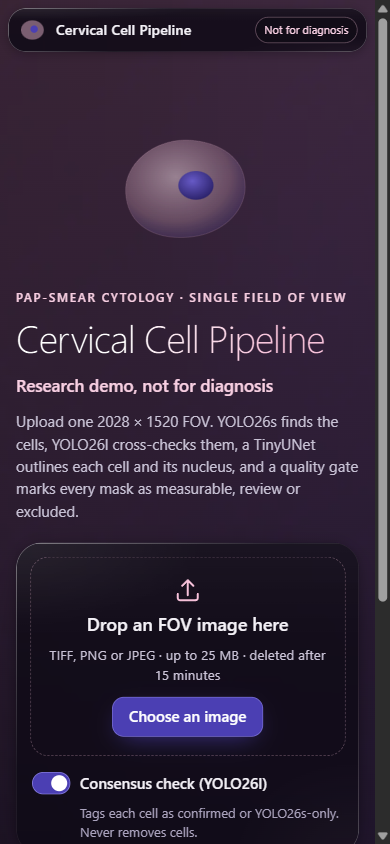 Cervical Cell Pipeline
Not for diagnosis
PAP-SMEAR CYTOLOGY · SINGLE FIELD OF VIEW
Cervical Cell Pipeline
Research demo, not for diagnosis
Upload one 2028 × 1520 FOV. YOLO26s finds the
cells, YOLO26l cross-checks them, a TinyUNet
outlines each cell and its nucleus, and a quality gate
marks every mask as measurable, review or
excluded.
Drop an FOV image here
TIFF, PNG or JPEG · up to 25 MB · deleted after
15 minutes
Choose an image
Consensus check (YOLO26l)
Tags each cell as confirmed or YOLO26s-only.
Never removes cells.